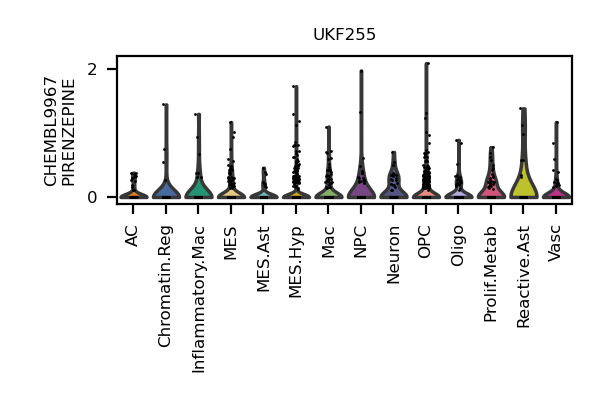 UKF255
CHEMBL9967
PIRENZEPINE
2
0
AC
Chromatin.Reg
Inflammatory.Mac
MES
MES.Ast
MES.Hyp
Mac
NPC
Neuron
OPC
Oligo
Prolif.Metab
Reactive.Ast
Vasc